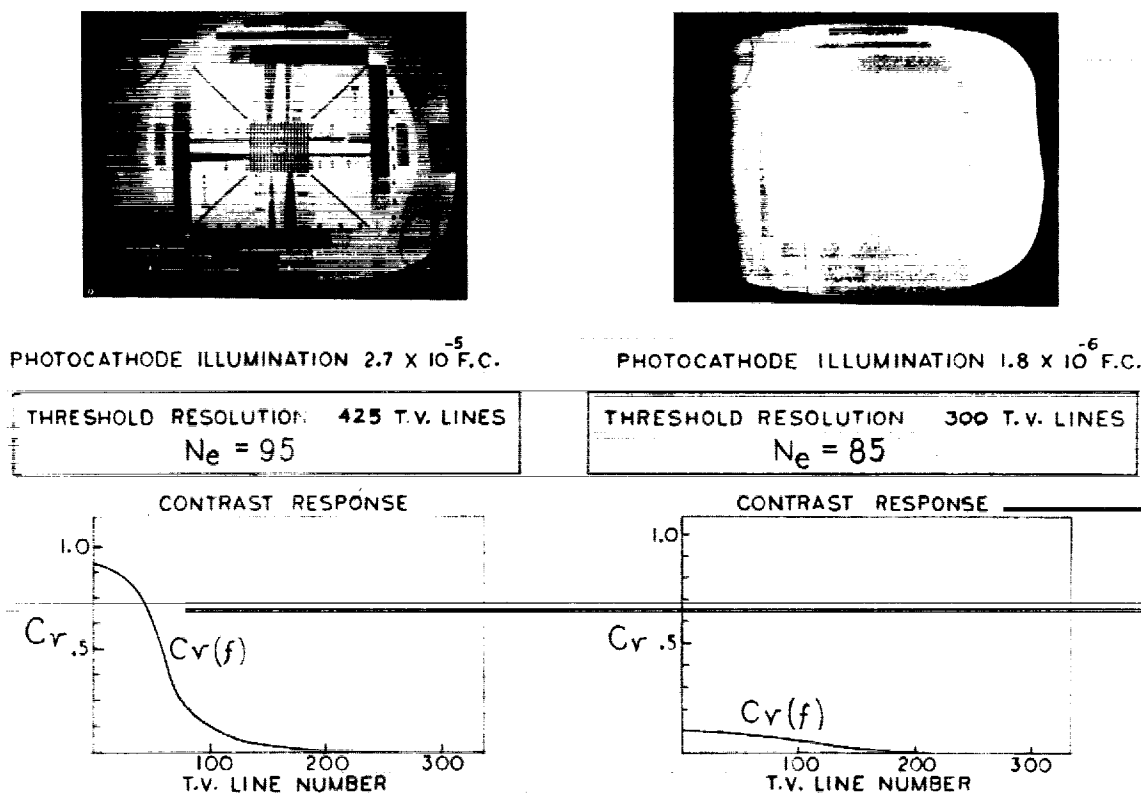 PHOTOCATHODE ILLUMINATION 2.7 X 10⁻⁵ F.C.
THRESHOLD RESOLUTION 425 T.V. LINES
Ne = 95
CONTRAST RESPONSE
1.0
Cr .5
Cr(f)
100 200 300
T.V. LINE NUMBER
PHOTOCATHODE ILLUMINATION 1.8 X 10⁻⁶ F.C.
THRESHOLD RESOLUTION 300 T.V. LINES
Ne = 85
CONTRAST RESPONSE
1.0
Cr .5
Cr(f)
100 200 300
T.V. LINE NUMBER